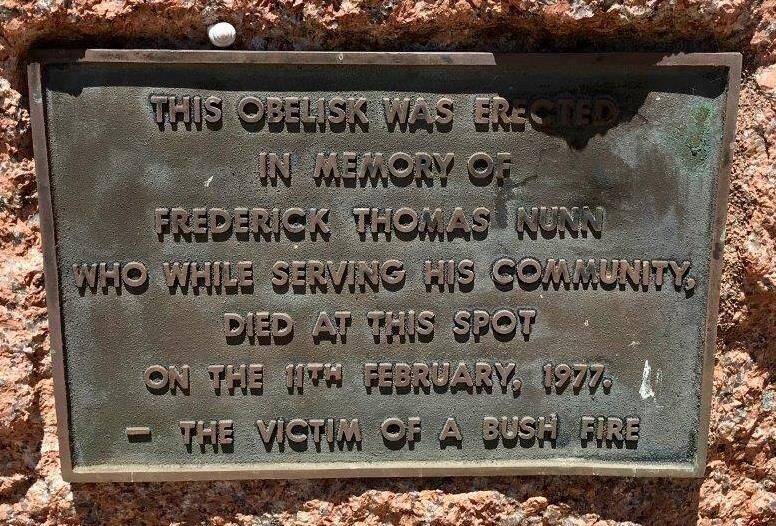 THIS OBELISK WAS ERECTED
IN MEMORY OF
FREDERICK THOMAS NUNN
WHO WHILE SERVING HIS COMMUNITY,
DIED AT THIS SPOT
ON THE 11TH FEBRUARY, 1977.
– THE VICTIM OF A BUSH FIRE